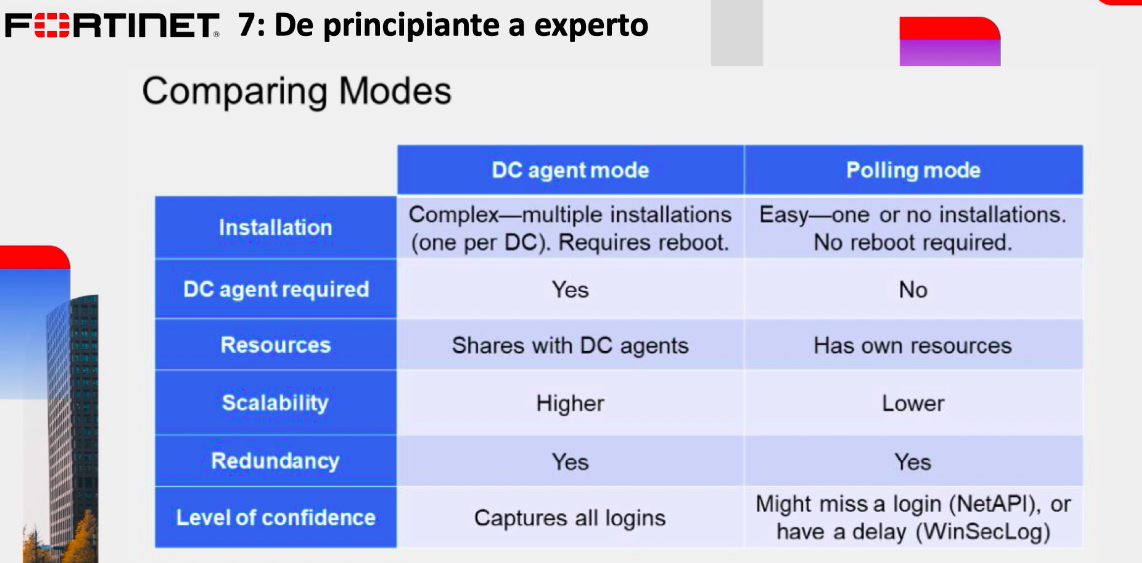 FORTINET® 7: De principiante a experto
Comparing Modes
DC agent mode
Polling mode
Installation
Complex—multiple installations
(one per DC). Requires reboot.
Easy—one or no installations.
No reboot required.
DC agent required
Yes
No
Resources
Shares with DC agents
Has own resources
Scalability
Higher
Lower
Redundancy
Yes
Yes
Level of confidence
Captures all logins
Might miss a login (NetAPI), or
have a delay (WinSecLog)